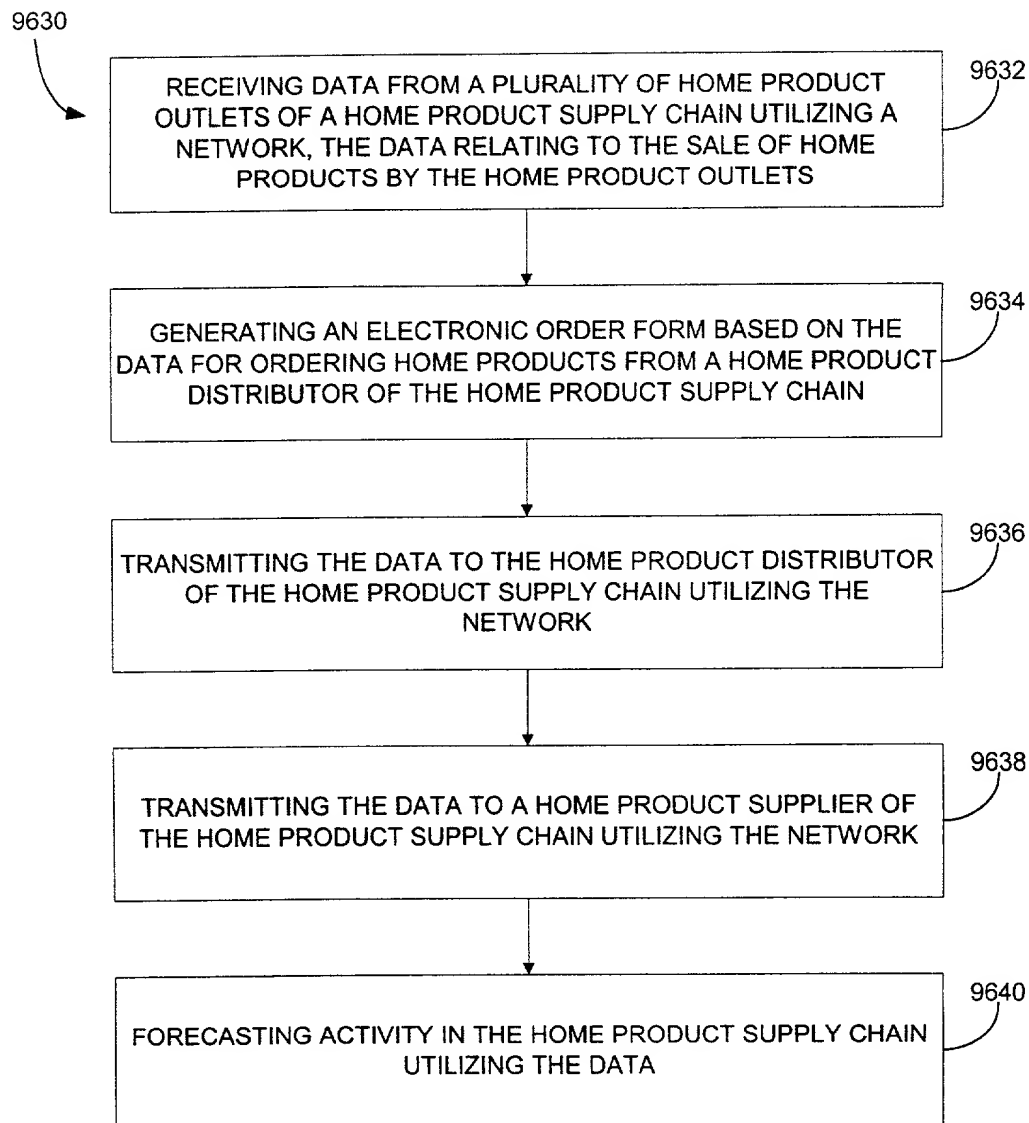 9630
9632
RECEIVING DATA FROM A PLURALITY OF HOME PRODUCT
OUTLETS OF A HOME PRODUCT SUPPLY CHAIN UTILIZING A
NETWORK, THE DATA RELATING TO THE SALE OF HOME
PRODUCTS BY THE HOME PRODUCT OUTLETS
9634
GENERATING AN ELECTRONIC ORDER FORM BASED ON THE
DATA FOR ORDERING HOME PRODUCTS FROM A HOME PRODUCT
DISTRIBUTOR OF THE HOME PRODUCT SUPPLY CHAIN
9636
TRANSMITTING THE DATA TO THE HOME PRODUCT DISTRIBUTOR
OF THE HOME PRODUCT SUPPLY CHAIN UTILIZING THE
NETWORK
9638
TRANSMITTING THE DATA TO A HOME PRODUCT SUPPLIER OF
THE HOME PRODUCT SUPPLY CHAIN UTILIZING THE NETWORK
9640
FORECASTING ACTIVITY IN THE HOME PRODUCT SUPPLY CHAIN
UTILIZING THE DATA